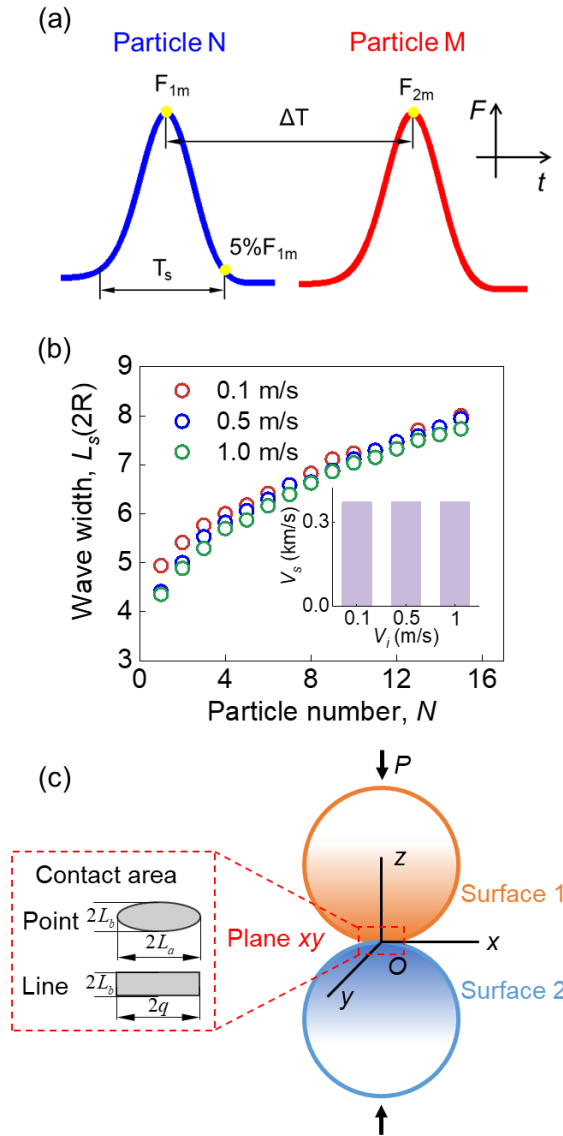 (a)
Particle N
Particle M
F1m
F2m
ΔT
F
t
5%F1m
Ts
(b)
Wave width, Ls(2R)
9
8
7
6
5
4
3
0.1 m/s
0.5 m/s
1.0 m/s
Vs (km/s)
0.3
0.0
0.1 0.5 1
Vi (m/s)
0 4 8 12 16
Particle number, N
(c)
P
Contact area
Point
2Lb
2La
Line
2Lb
2q
Plane xy
z
x
y
O
Surface 1
Surface 2